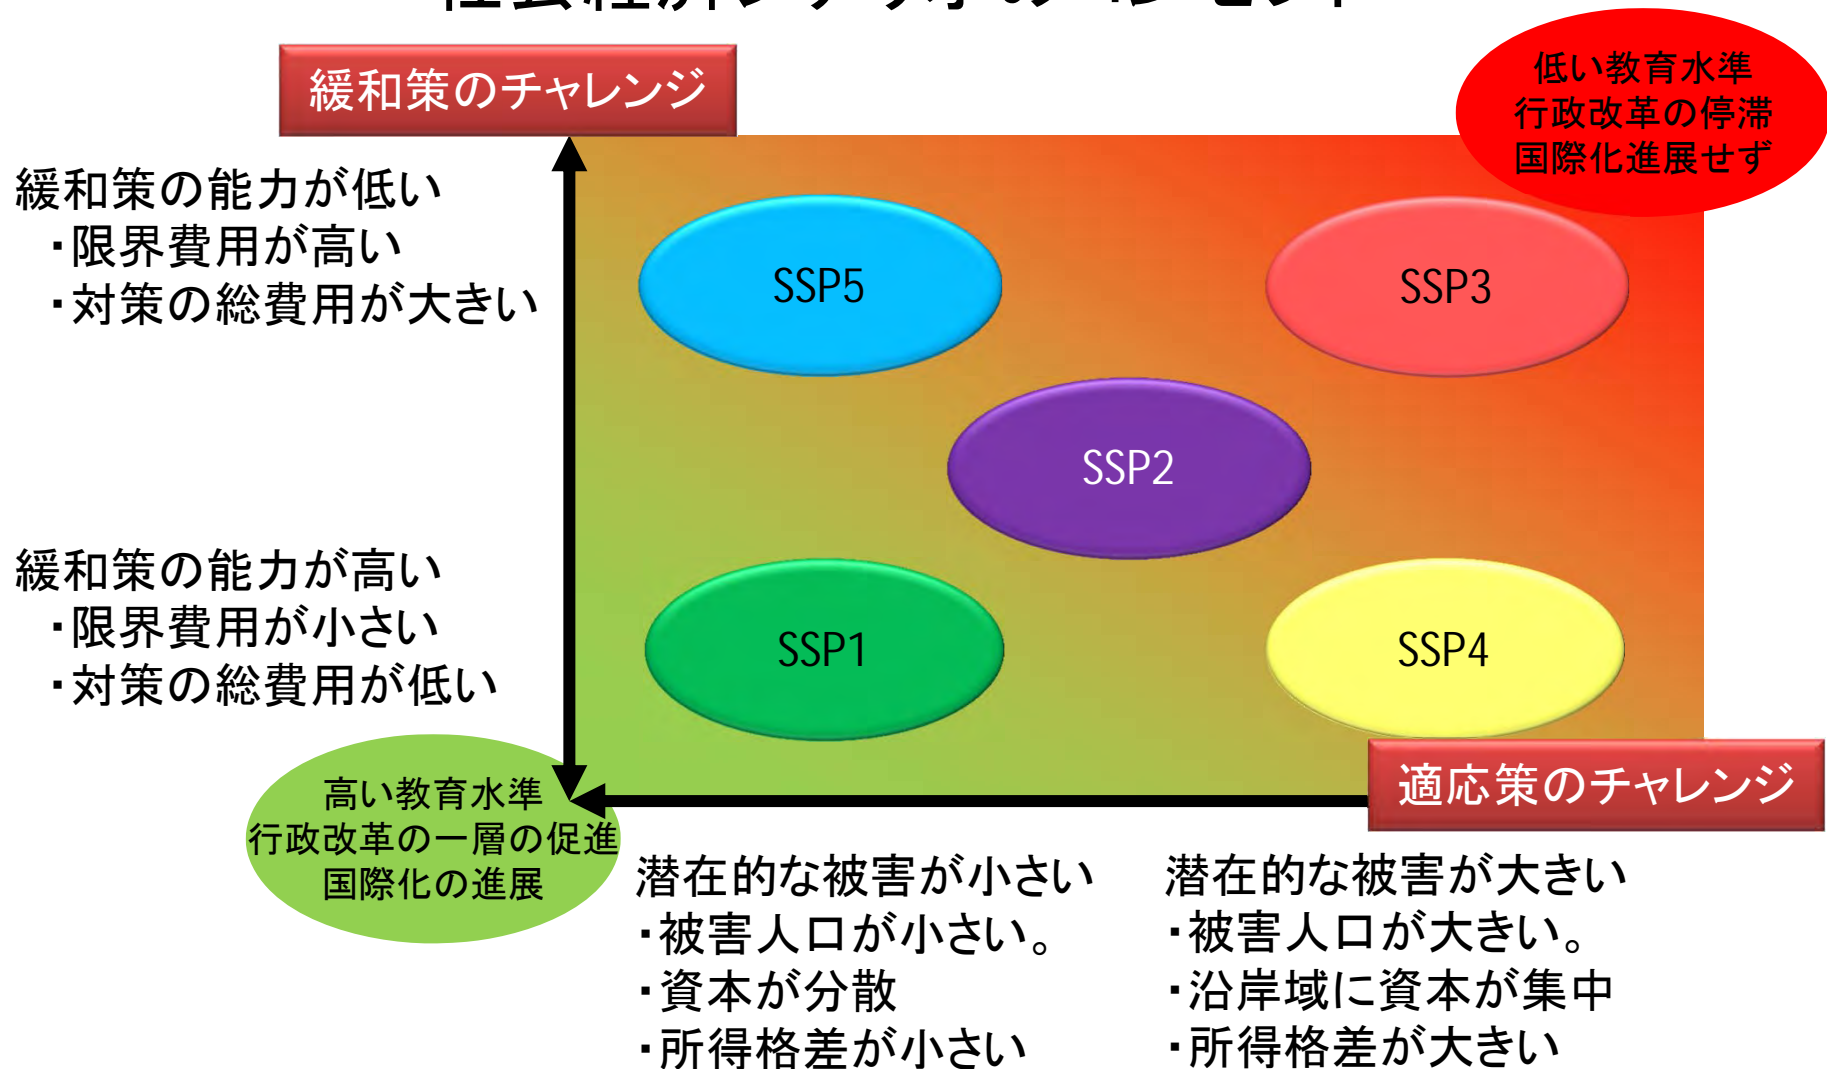 緩和策のチャレンジ
低い教育水準
行政改革の停滞
国際化進展せず
緩和策の能力が低い
・限界費用が高い
・対策の総費用が大きい
SSP5
SSP3
SSP2
緩和策の能力が高い
・限界費用が小さい
・対策の総費用が低い
SSP1
SSP4
高い教育水準
行政改革の一層の促進
国際化の進展
適応策のチャレンジ
潜在的な被害が小さい
・被害人口が小さい。
・資本が分散
・所得格差が小さい
潜在的な被害が大きい
・被害人口が大きい。
・沿岸域に資本が集中
・所得格差が大きい